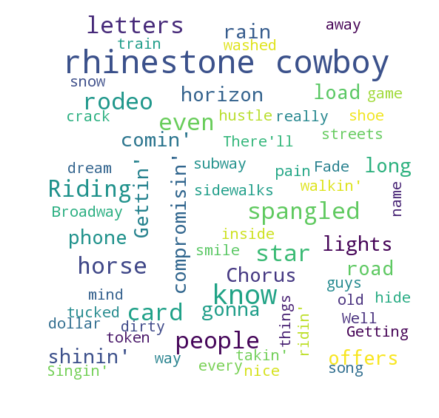 letters rain away
train washed
rhinestone cowboy
snow
rodeo horizon load game
crack even hustle really shoe
comin' There'll streets
dream Gettin' compromisin' subway pain Fade long
Riding sidewalks walkin' name
Broadway spangled
phone inside
smile star lights
horse Chorus road
mind know guys
tucked card gonna things old hide
dollar dirty ridin' Well
token people Getting
shinin' way takin' offers
Singin' every nice song